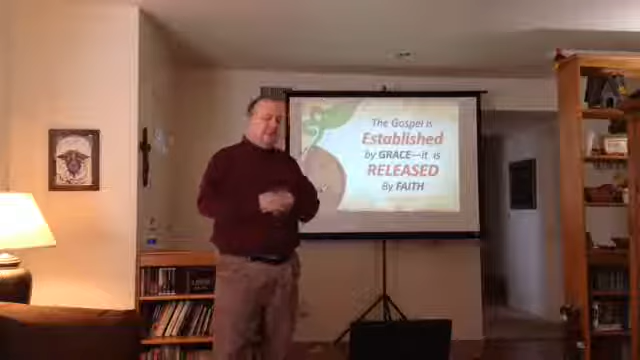 The Gospel is
Established
by GRACE—it is
RELEASED
By FAITH